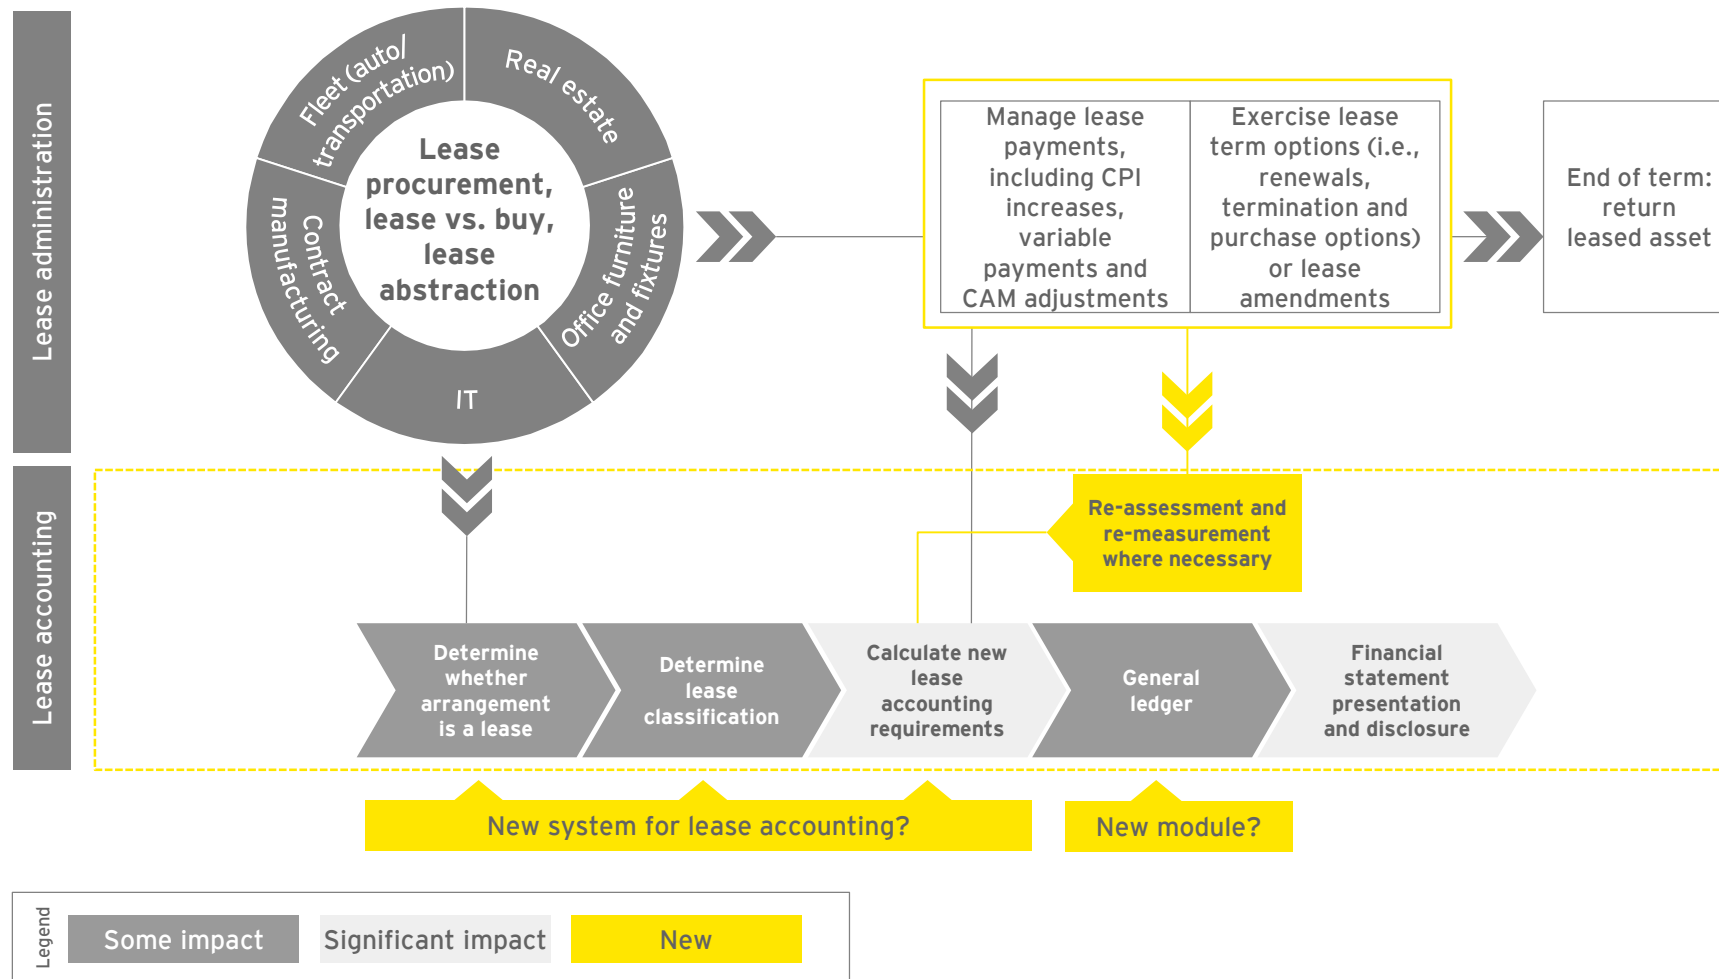 Lease administration
Fleet (auto/
transportation)
Real estate
Contract
manufacturing
Office furniture
and fixtures
IT
Lease
procurement,
lease vs. buy,
lease
abstraction
Manage lease
payments,
including CPI
increases,
variable
payments and
CAM adjustments
Exercise lease
term options (i.e.,
renewals,
termination and
purchase options)
or lease
amendments
End of term:
return
leased asset
Lease accounting
Re-assessment and
re-measurement
where necessary
Determine
whether
arrangement
is a lease
Determine
lease
classification
Calculate new
lease
accounting
requirements
General
ledger
Financial
statement
presentation
and disclosure
New system for lease accounting?
New module?
Legend
Some impact
Significant impact
New